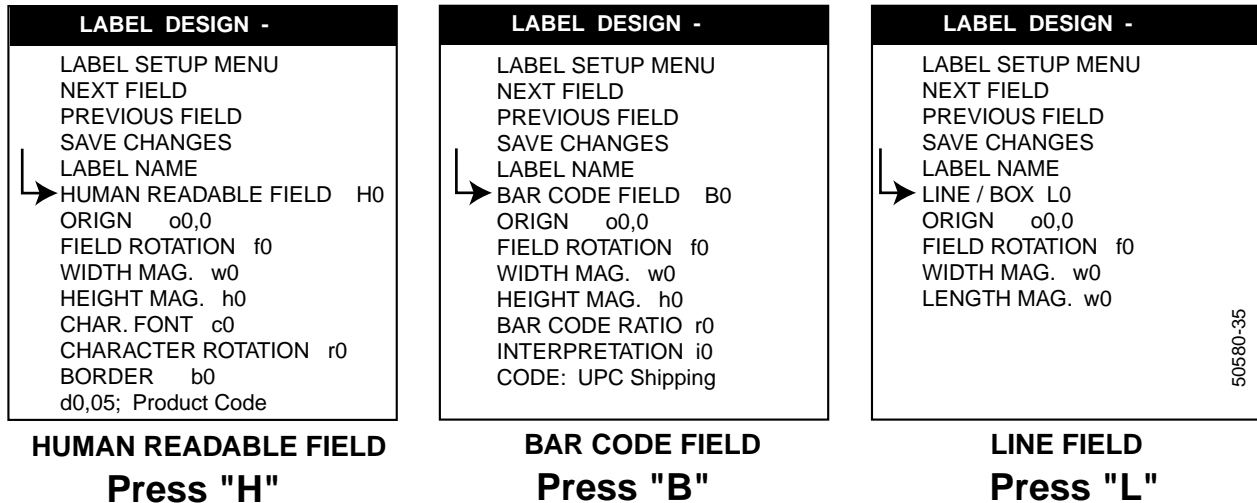 LABEL DESIGN -
LABEL SETUP MENU
NEXT FIELD
PREVIOUS FIELD
SAVE CHANGES
LABEL NAME
HUMAN READABLE FIELD H0
ORIGN o0,0
FIELD ROTATION f0
WIDTH MAG. w0
HEIGHT MAG. h0
CHAR. FONT c0
CHARACTER ROTATION r0
BORDER b0
d0,05; Product Code
HUMAN READABLE FIELD
Press "H"
LABEL DESIGN -
LABEL SETUP MENU
NEXT FIELD
PREVIOUS FIELD
SAVE CHANGES
LABEL NAME
BAR CODE FIELD B0
ORIGN o0,0
FIELD ROTATION f0
WIDTH MAG. w0
HEIGHT MAG. h0
BAR CODE RATIO r0
INTERPRETATION i0
CODE: UPC Shipping
BAR CODE FIELD
Press "B"
LABEL DESIGN -
LABEL SETUP MENU
NEXT FIELD
PREVIOUS FIELD
SAVE CHANGES
LABEL NAME
LINE / BOX L0
ORIGN o0,0
FIELD ROTATION f0
WIDTH MAG. w0
LENGTH MAG. w0
50580-35
LINE FIELD
Press "L"